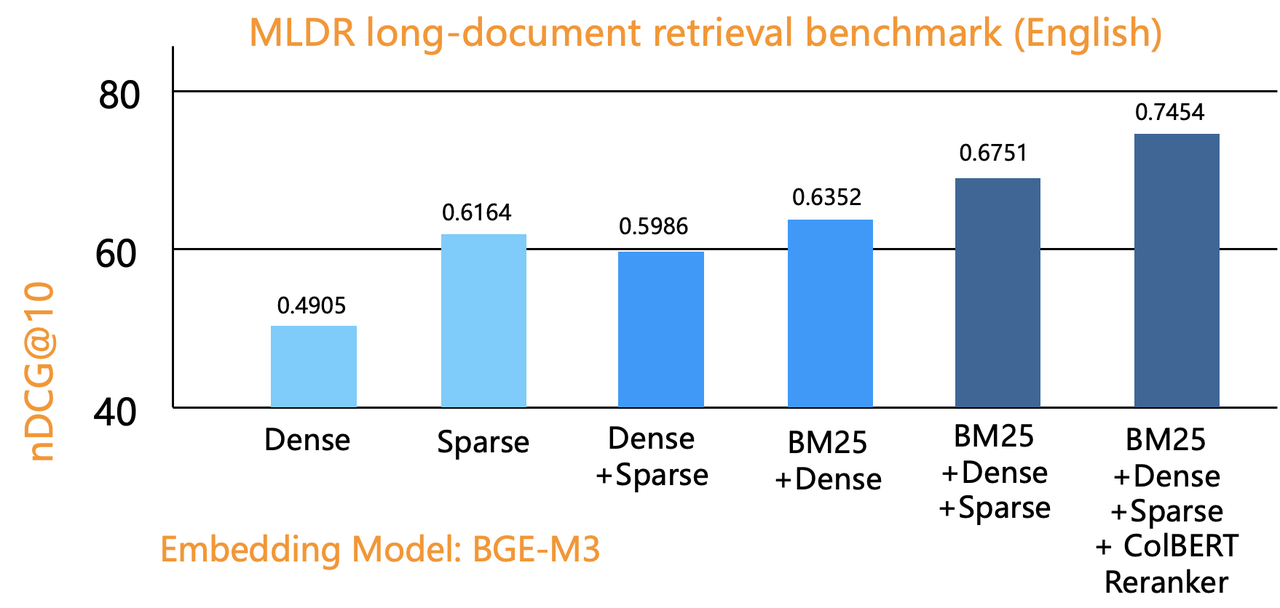 MLDR long-document retrieval benchmark (English)
80
60
40
nDCG@10
0.4905
0.6164
0.5986
0.6352
0.6751
0.7454
Dense
Sparse
Dense
+Sparse
BM25
+Dense
BM25
+Dense
+Sparse
BM25
+Dense
+Sparse
+ ColBERT
Reranker
Embedding Model: BGE-M3